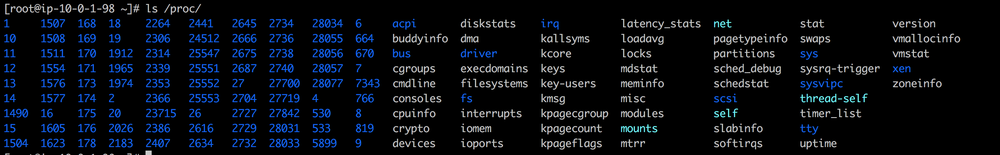 [root@ip-10-0-1-98 ~]# ls /proc/
1 1507 168 18 2264 2441 2645 2734 28034 6 acpi diskstats irq latency_stats net stat version
10 1508 169 19 2306 24512 2666 2736 28055 664 buddyinfo dma kallsyms loadavg pagetypeinfo swaps vmallocinfo
11 1511 170 1912 2314 25547 2675 2738 28056 670 bus driver kcore locks partitions sys vmstat
12 1554 171 1965 2339 25551 2687 2740 28057 7 cgroups execdomains keys mdstat sched_debug sysrq-trigger xen
13 1576 173 1974 2353 25552 27 27700 28077 7343 cmdline filesystems key-users meminfo schedstat sysvipc zoneinfo
14 1577 174 2 2366 25553 2704 27719 4 766 consoles fs kmsg misc scsi thread-self
1490 16 175 20 23715 26 2727 27842 530 8 cpuinfo interrupts kpagecgroup modules self timer_list
15 1605 176 2026 2386 2616 2729 28031 533 819 crypto iomem kpagecount mounts slabinfo tty
1504 1623 178 2183 2407 2634 2732 28033 5899 9 devices ioports kpageflags mtrr softirqs uptime
[root@ip-10-0-1-98 ~]#